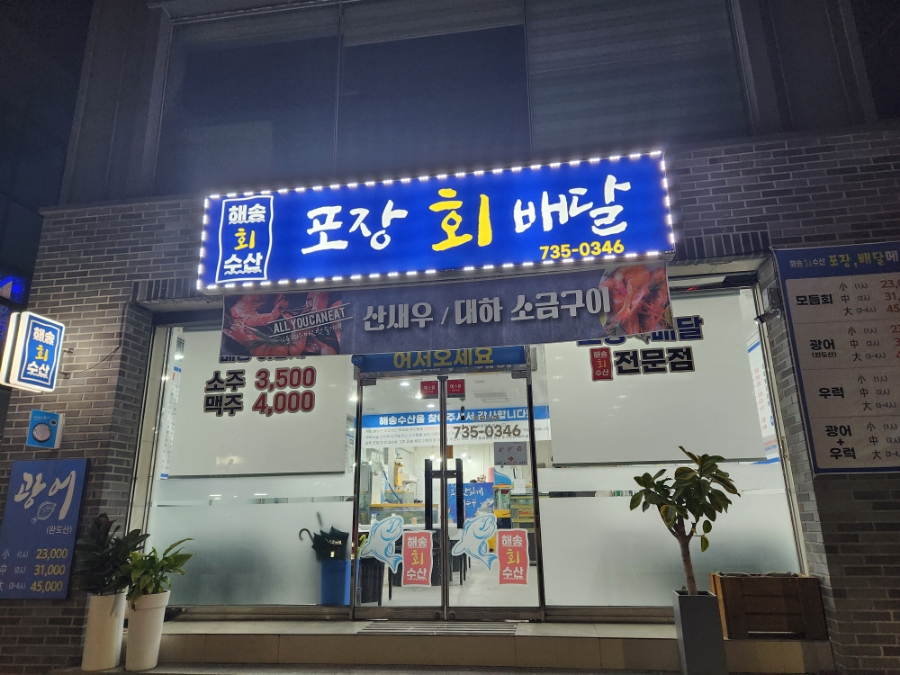 해송
회
수산
포장 회 배달
735-0346
ALL YOU CAN EAT
산새우 / 대하 소금구이
해송
회
수산
어서오세요
소주 3,500
맥주 4,000
배달
해송
수산
전문점
해송수산을 찾아주셔서 감사합니다!
735-0346
해송
회
수산
해송
회
수산
광어
(완도산)
小 23,000
中 31,000
大 45,000
해송회수산 포장,배달메
모듬회
小
中
大
광어
(완도산)
小
中
大
우럭
小
中
大
광어
+
우럭
小
中
大